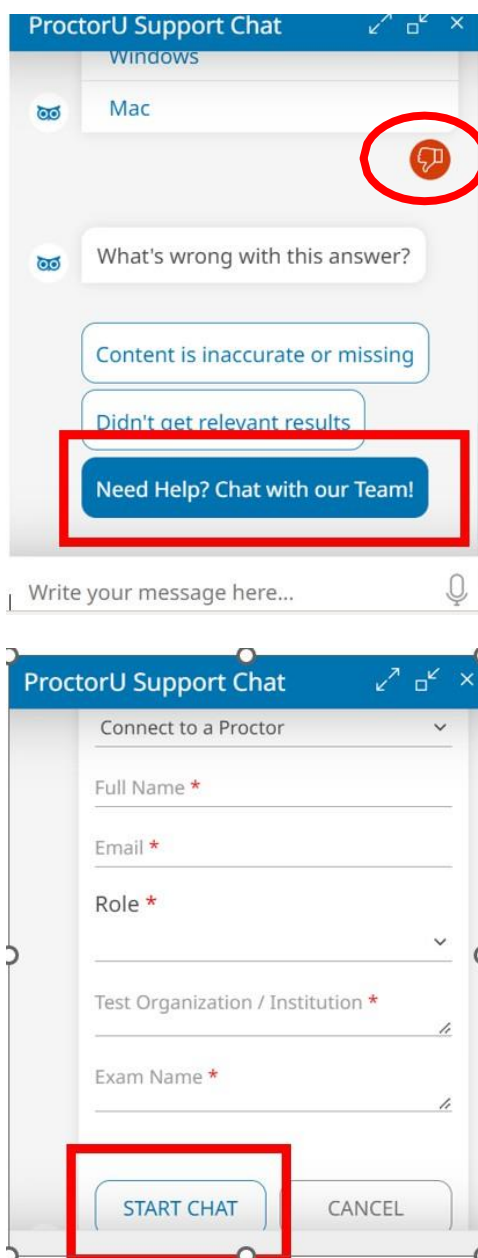 ProctorU Support Chat
Windows
Mac
What's wrong with this answer?
Content is inaccurate or missing
Didn't get relevant results
Need Help? Chat with our Team!
Write your message here...
ProctorU Support Chat
Connect to a Proctor
Full Name *
Email *
Role *
Test Organization / Institution *
Exam Name *
START CHAT CANCEL